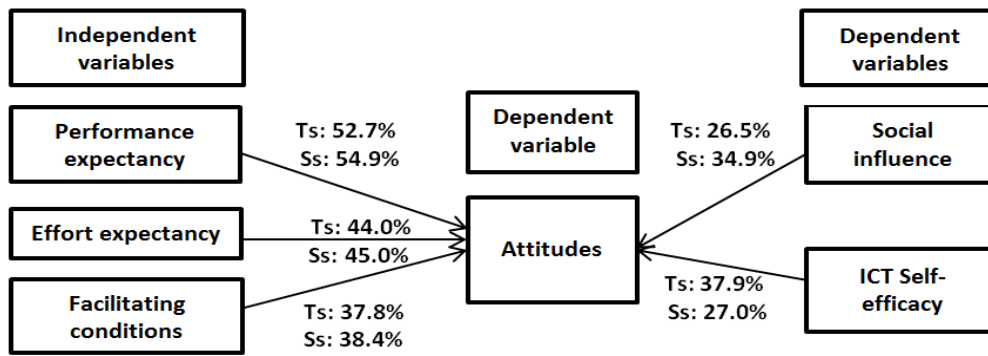 Independent
variables
Performance
expectancy
Effort expectancy
Facilitating
conditions
Ts: 52.7%
Ss: 54.9%
Ts: 44.0%
Ss: 45.0%
Ts: 37.8%
Ss: 38.4%
Dependent
variable
Attitudes
Ts: 26.5%
Ss: 34.9%
Ts: 37.9%
Ss: 27.0%
Dependent
variables
Social
influence
ICT Self-
efficacy